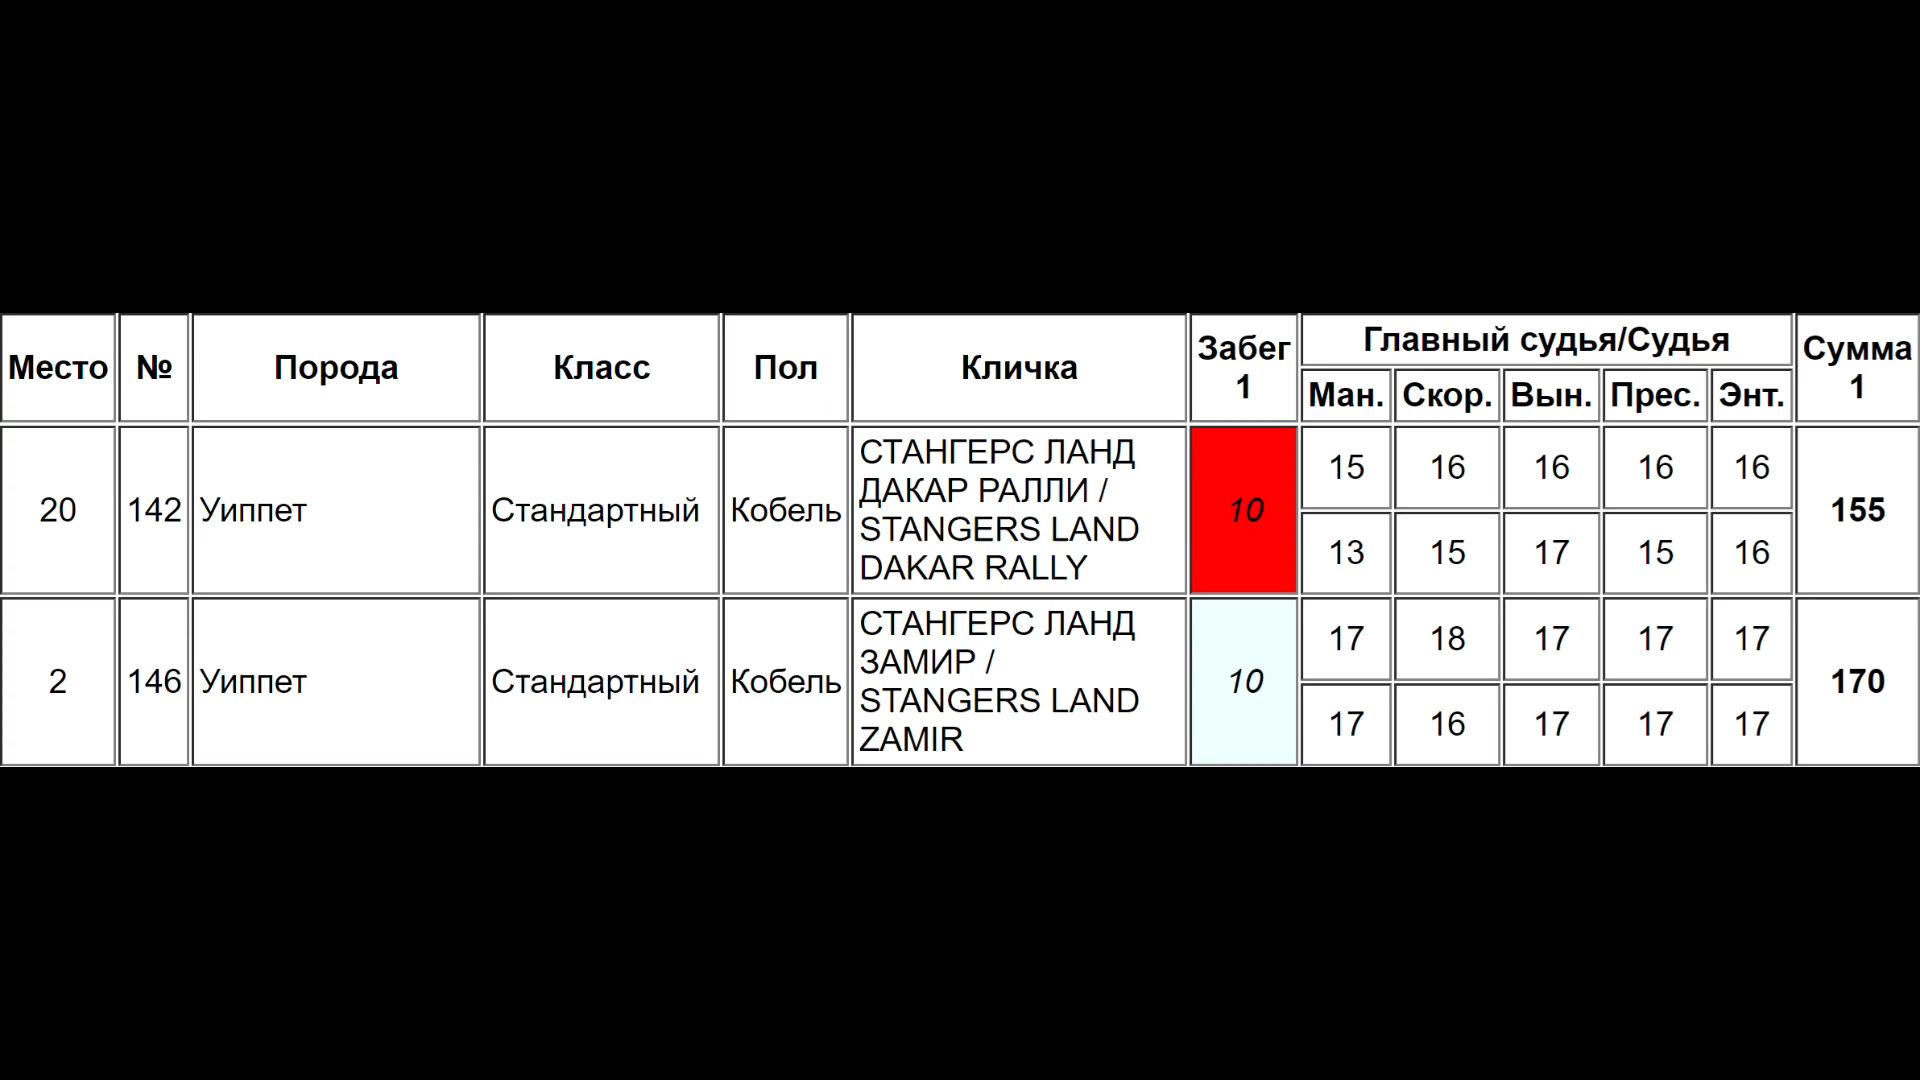 Место № Порода Класс Пол Кличка Забег 1 Главный судья/Судья Сумма 1
Ман. Скор. Вын. Прес. Энт.
20 142 Уиппет Стандартный Кобель
СТАНГЕРС ЛАНД
ДАКАР РАЛЛИ /
STANGERS LAND
DAKAR RALLY
10
15 16 16 16 16
13 15 17 15 16
155
2 146 Уиппет Стандартный Кобель
СТАНГЕРС ЛАНД
ЗАМИР /
STANGERS LAND
ZAMIR
10
17 18 17 17 17
17 16 17 17 17
170